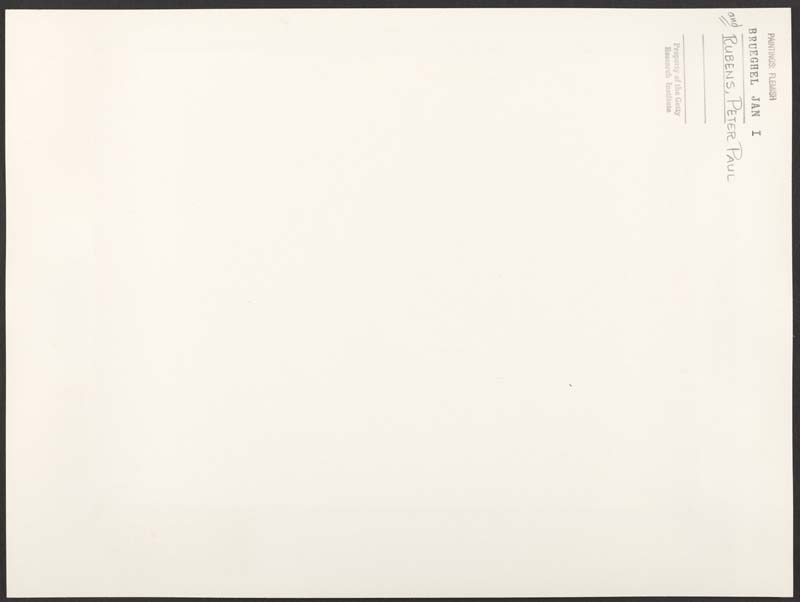 PAINTINGS: FLEMISH
BRUEGHEL JAN I
and RUBENS, PETER PAUL
Property of the Getty
Research Institute